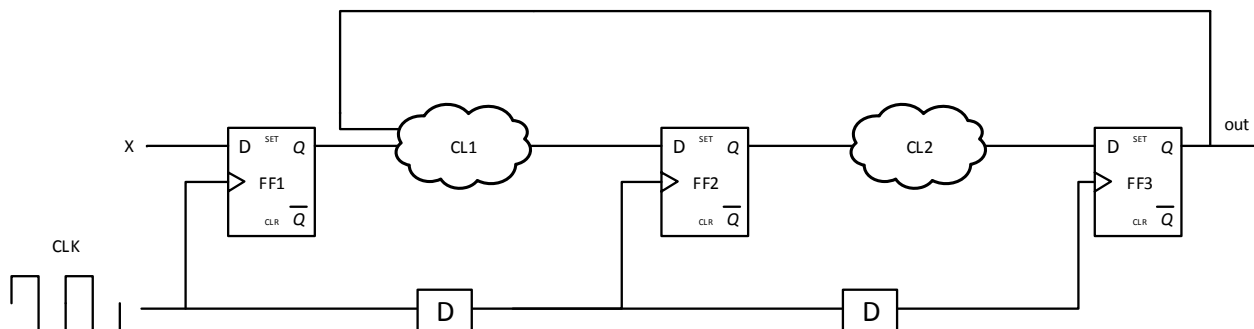 out
X
D SET Q
FF1
CLR Q
CL1
D SET Q
FF2
CLR Q
CL2
D SET Q
FF3
CLR Q
CLK
D
D